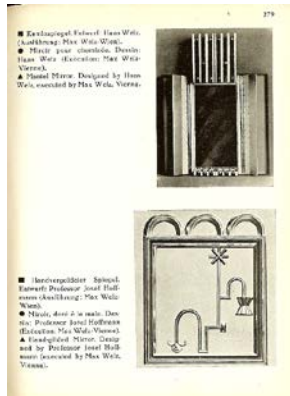 279
■ Kaminspiegel. Entwurf: Hans Welz.
(Ausführung: Max Welz-Wien).
● Miroir pour cheminée. Dessin:
Hans Welz (Execution: Max Welz-
Vienne).
▲ Mantel Mirror. Designed by Hans
Welz, executed by Max Welz, Vienna.
■ Handvergoldeter Spiegel.
Entwurf: Professor Josef Hoff-
mann (Ausführung: Max Welz-
Wien).
● Miroir, doré à la main. Des-
sin: Professor Josef Hoffmann
(Exécution: Max Welz-Vienne).
▲ Handgilded Mirror. Design-
ed by Professor Josef Hoff-
mann (executed by Max Welz,
Vienna).